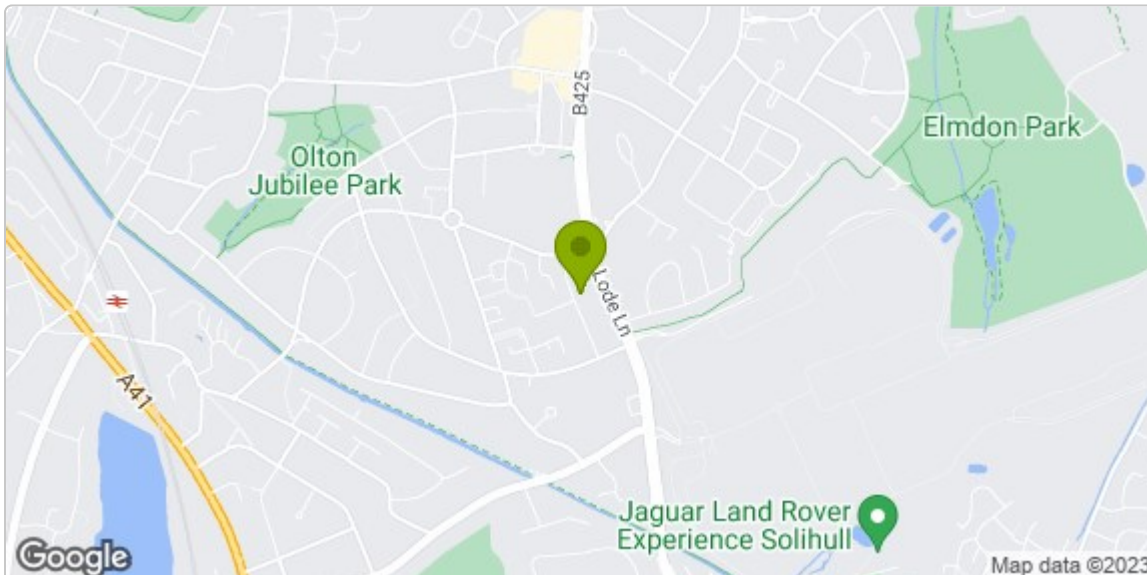 B425
Elmdon Park
Olton
Jubilee Park
Lode Ln
A41
Jaguar Land Rover
Experience Solihull
Google
Map data ©2023